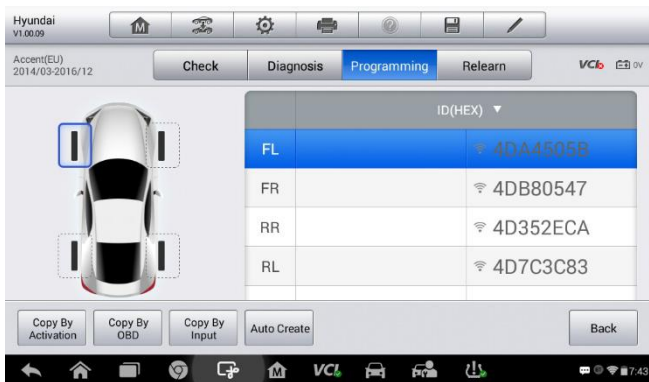 Hyundai
V1.00.09
M
Accent(EU)
2014/03-2016/12
Check
Diagnosis
Programming
Relearn
VCI
0V
ID(HEX) ▼
FL 4DA4505B
FR 4DB80547
RR 4D352ECA
RL 4D7C3C83
Copy By Activation
Copy By OBD
Copy By Input
Auto Create
Back
M
VCI
7:43